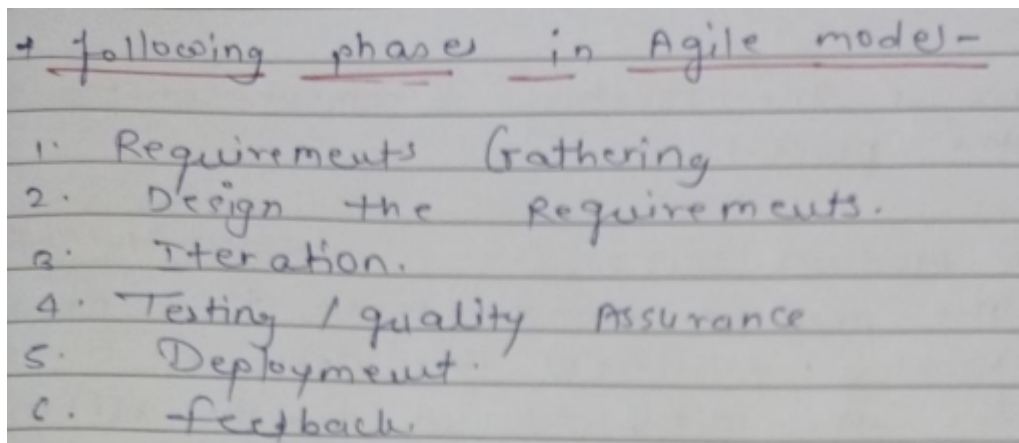 → following phases in Agile model-
1. Requirements Gathering
2. Design the Requirements.
3. Iteration.
4. Testing / quality Assurance
5. Deployment.
6. feedback.